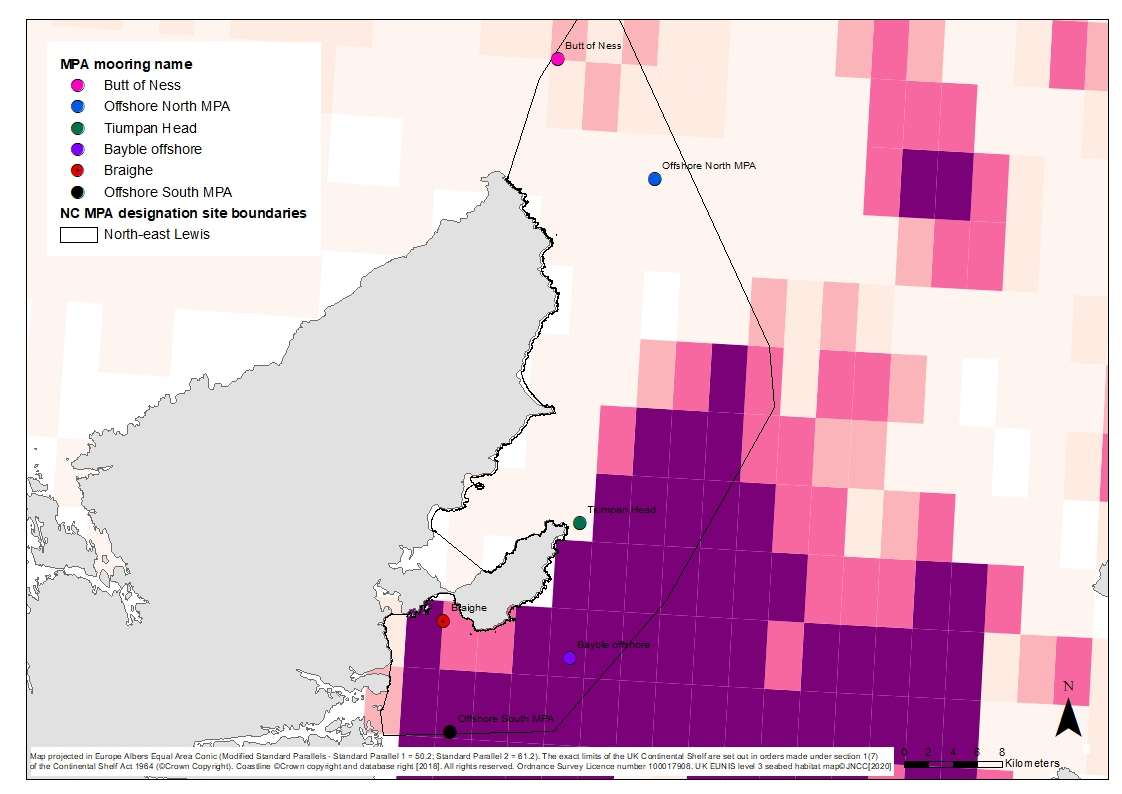 MPA mooring name
Butt of Ness
Offshore North MPA
Tiumpan Head
Bayble offshore
Braighe
Offshore South MPA
NC MPA designation site boundaries
North-east Lewis
Butt of Ness
Offshore North MPA
Tiumpan Head
Braighe
Bayble offshore
Offshore South MPA
N
0 2 4 6 8
Kilometers
Map projected in Europe Albers Equal Area Conic (Modified Standard Parallels - Standard Parallel 1 = 50.2; Standard Parallel 2 = 61.2). The exact limits of the UK Continental Shelf are set out in orders made under section 1(7)
of the Continental Shelf Act 1964 (©Crown Copyright). Coastline ©Crown copyright and database right [2018]. All rights reserved. Ordnance Survey Licence number 100017908. UK EUNIS level 3 seabed habitat map©JNCC[2020]